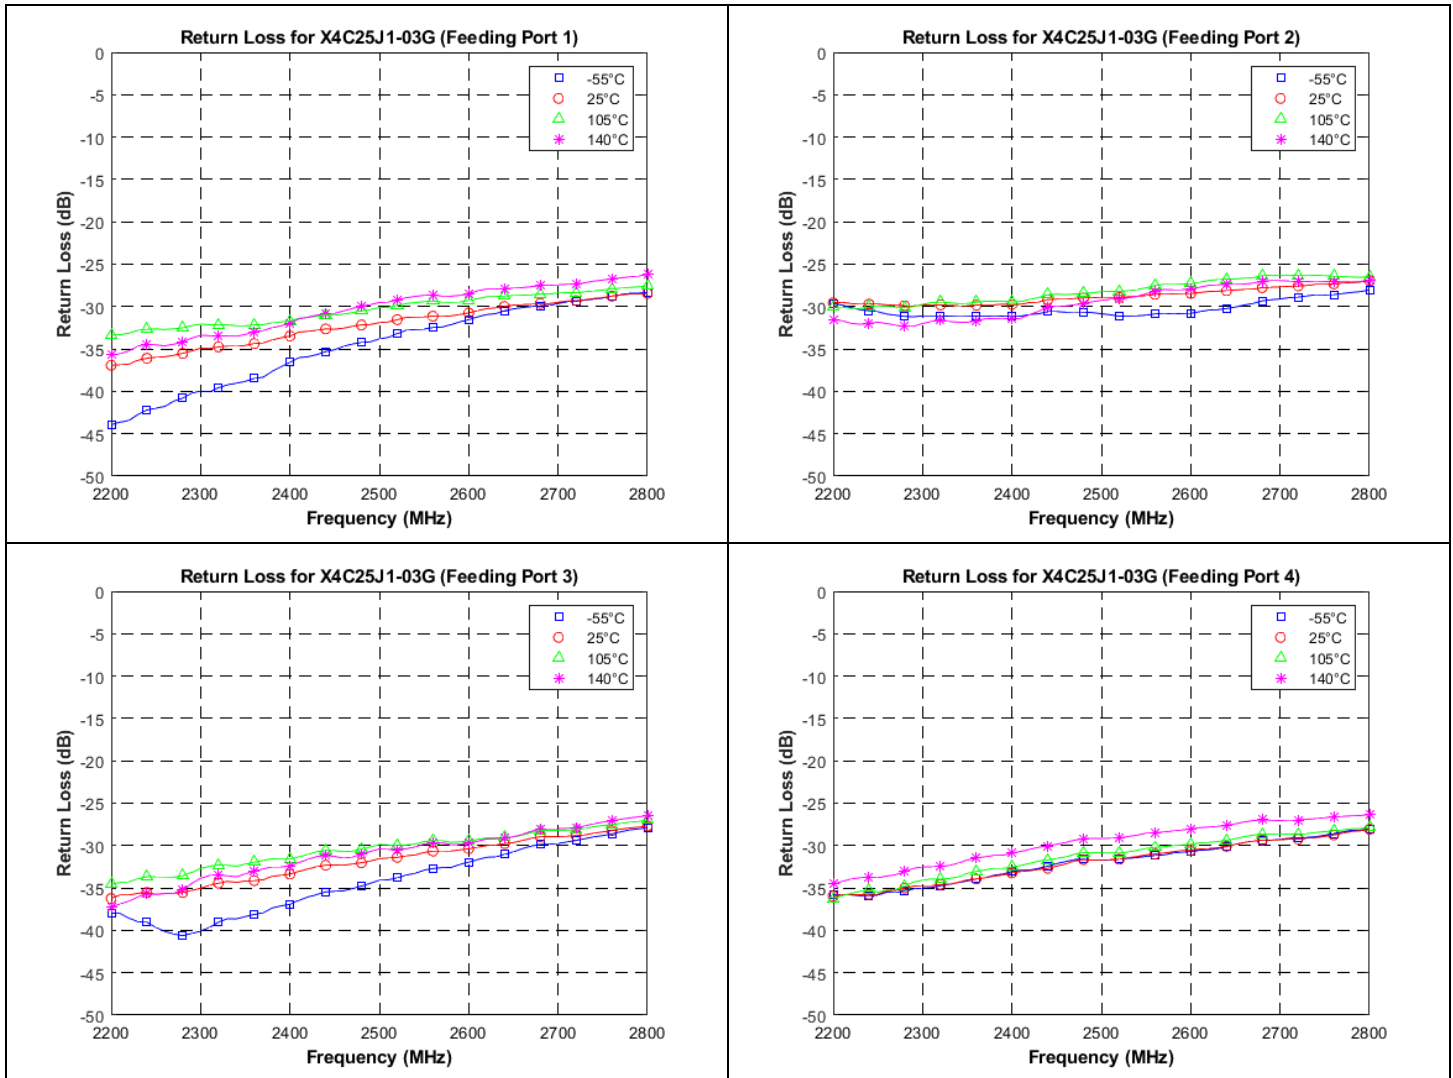 Return Loss for X4C25J1-03G (Feeding Port 1)
0
-5
-10
-15
-20
-25
-30
-35
-40
-45
-50
Return Loss (dB)
-55°C
25°C
105°C
140°C
2200 2300 2400 2500 2600 2700 2800
Frequency (MHz)
Return Loss for X4C25J1-03G (Feeding Port 2)
0
-5
-10
-15
-20
-25
-30
-35
-40
-45
-50
Return Loss (dB)
-55°C
25°C
105°C
140°C
2200 2300 2400 2500 2600 2700 2800
Frequency (MHz)
Return Loss for X4C25J1-03G (Feeding Port 3)
0
-5
-10
-15
-20
-25
-30
-35
-40
-45
-50
Return Loss (dB)
-55°C
25°C
105°C
140°C
2200 2300 2400 2500 2600 2700 2800
Frequency (MHz)
Return Loss for X4C25J1-03G (Feeding Port 4)
0
-5
-10
-15
-20
-25
-30
-35
-40
-45
-50
Return Loss (dB)
-55°C
25°C
105°C
140°C
2200 2300 2400 2500 2600 2700 2800
Frequency (MHz)